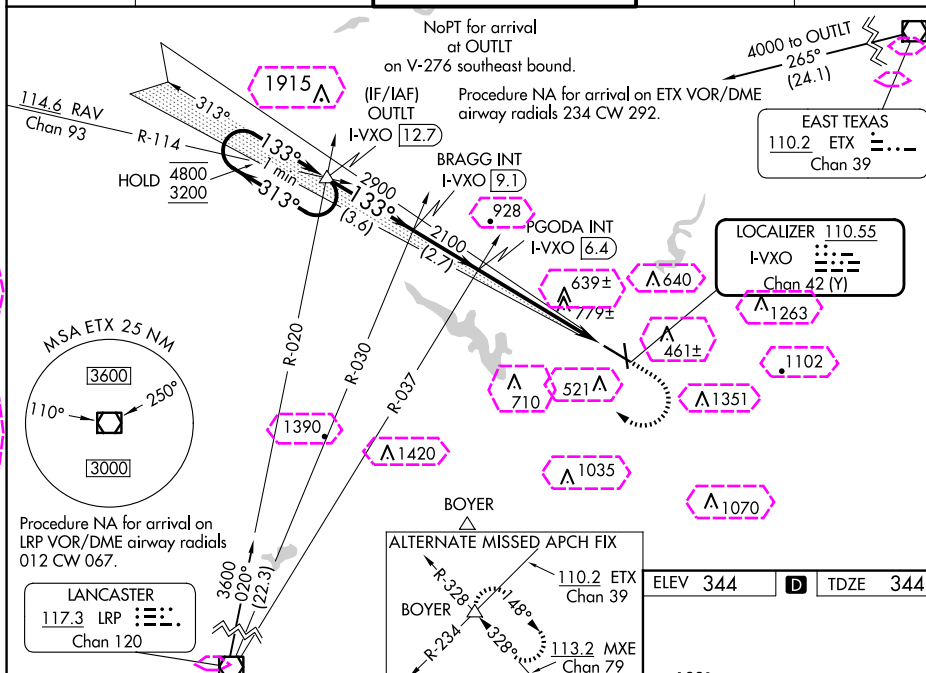 NoPT for arrival
at OUTLT
on V-276 southeast bound.
4000 to OUTLT
265°
(24.1)
1915
313°
(IF/IAF)
OUTLT
I-VXO 12.7
Procedure NA for arrival on ETX VOR/DME
airway radials 234 CW 292.
114.6 RAV
Chan 93
R-114
EAST TEXAS
110.2 ETX
Chan 39
133°
1 min
HOLD 4800
3200
313°
BRAGG INT
I-VXO 9.1
2900
133°
(3.6)
928
2100
(2.7)
PGODA INT
I-VXO 6.4
LOCALIZER 110.55
I-VXO
Chan 42 (Y)
639±
779±
640
1263
461±
1102
MSA ETX 25 NM
3600
110°
250°
3000
R-020
R-030
R-037
710
521
1351
1390
1420
1035
1070
Procedure NA for arrival on
LRP VOR/DME airway radials
012 CW 067.
BOYER
3600
020°
(22.3)
LANCASTER
117.3 LRP
Chan 120
ALTERNATE MISSED APCH FIX
R-328
110.2 ETX
Chan 39
BOYER
148°
R-234
328°
113.2 MXE
Chan 79
ELEV 344
D
TDZE 344